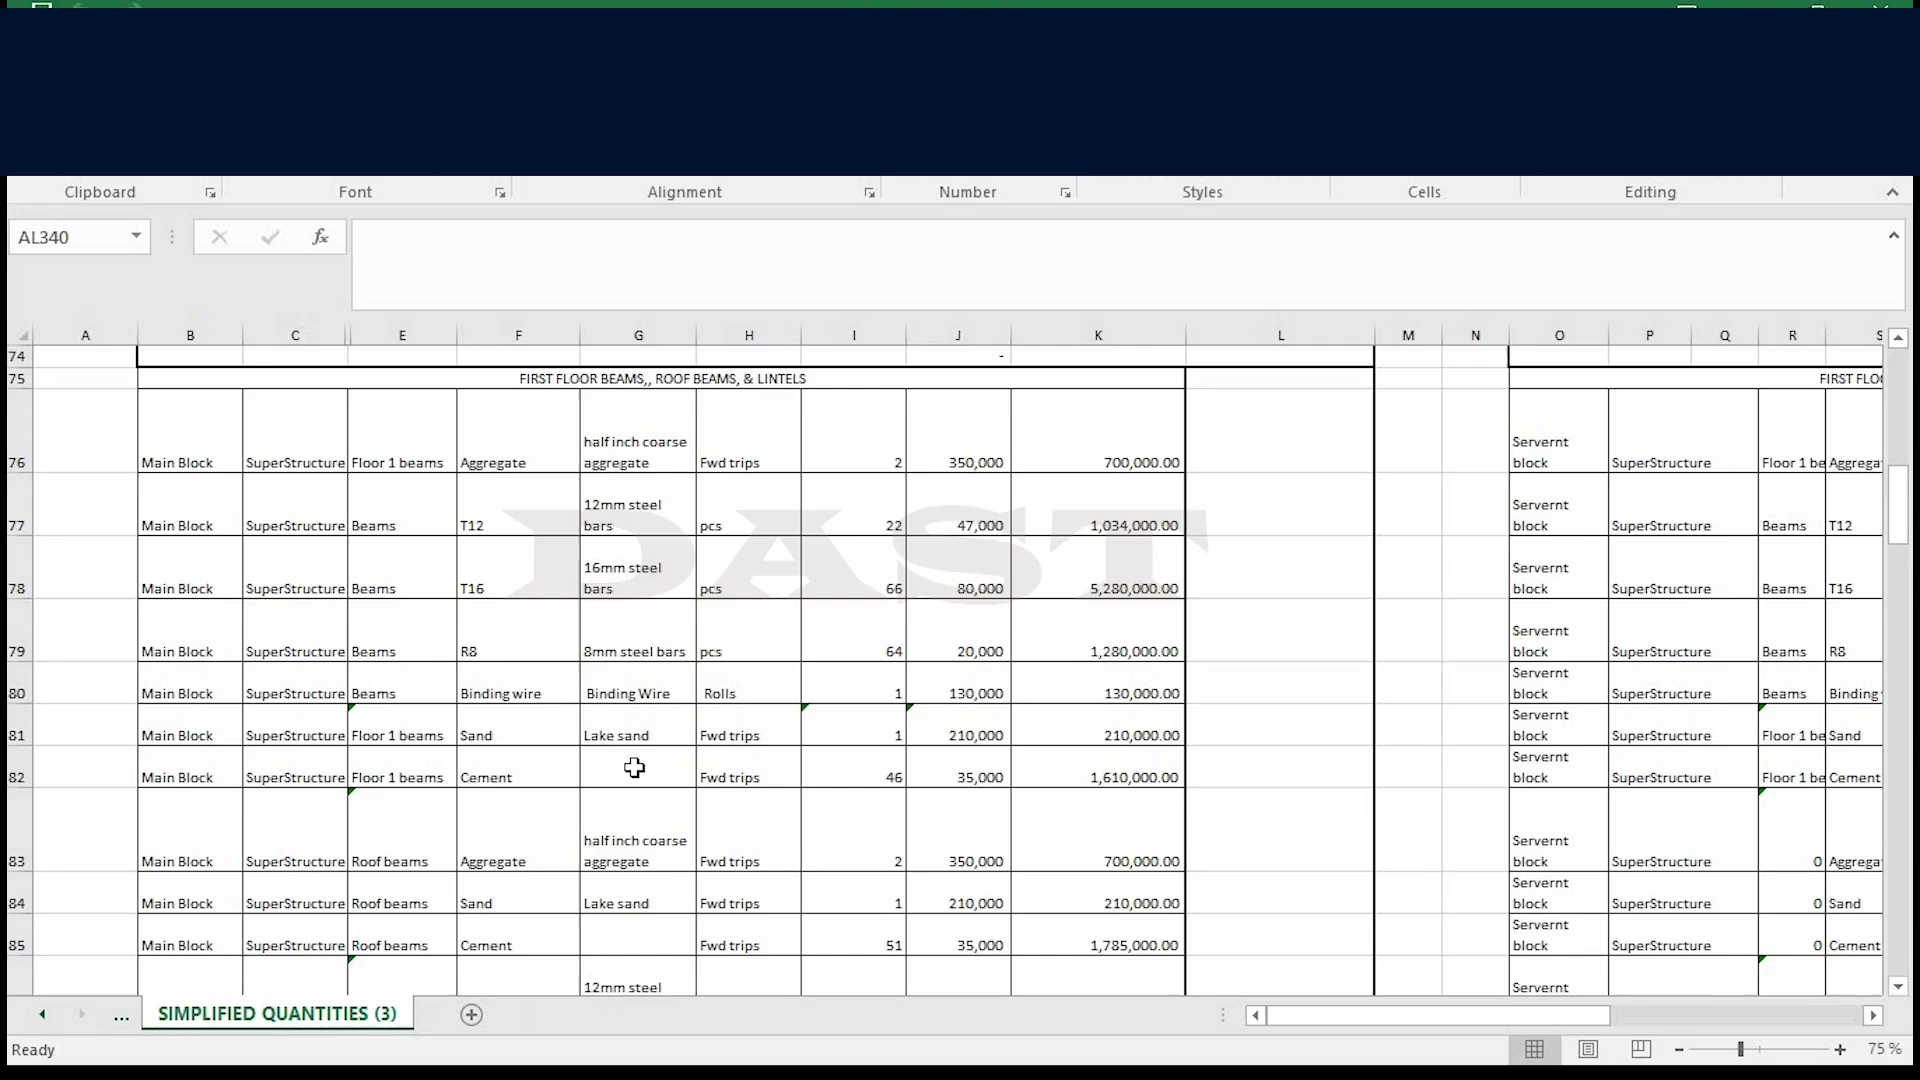 Clipboard Font Alignment Number Styles Cells Editing
AL340 fx
A B C E F G H I J K L M N O P Q R S
74 -
75 FIRST FLOOR BEAMS,, ROOF BEAMS, & LINTELS FIRST FLO
76 Main Block SuperStructure Floor 1 beams Aggregate half inch coarse aggregate Fwd trips 2 350,000 700,000.00 Servernt block SuperStructure Floor 1 be Aggrega
77 Main Block SuperStructure Beams T12 12mm steel bars pcs 22 47,000 1,034,000.00 Servernt block SuperStructure Beams T12
78 Main Block SuperStructure Beams T16 16mm steel bars pcs 66 80,000 5,280,000.00 Servernt block SuperStructure Beams T16
79 Main Block SuperStructure Beams R8 8mm steel bars pcs 64 20,000 1,280,000.00 Servernt block SuperStructure Beams R8
80 Main Block SuperStructure Beams Binding wire Binding Wire Rolls 1 130,000 130,000.00 Servernt block SuperStructure Beams Binding
81 Main Block SuperStructure Floor 1 beams Sand Lake sand Fwd trips 1 210,000 210,000.00 Servernt block SuperStructure Floor 1 be Sand
82 Main Block SuperStructure Floor 1 beams Cement Fwd trips 46 35,000 1,610,000.00 Servernt block SuperStructure Floor 1 be Cement
83 Main Block SuperStructure Roof beams Aggregate half inch coarse aggregate Fwd trips 2 350,000 700,000.00 Servernt block SuperStructure 0 Aggrega
84 Main Block SuperStructure Roof beams Sand Lake sand Fwd trips 1 210,000 210,000.00 Servernt block SuperStructure 0 Sand
85 Main Block SuperStructure Roof beams Cement Fwd trips 51 35,000 1,785,000.00 Servernt block SuperStructure 0 Cement
12mm steel Servernt
DAST
... SIMPLIFIED QUANTITIES (3)
Ready 75 %